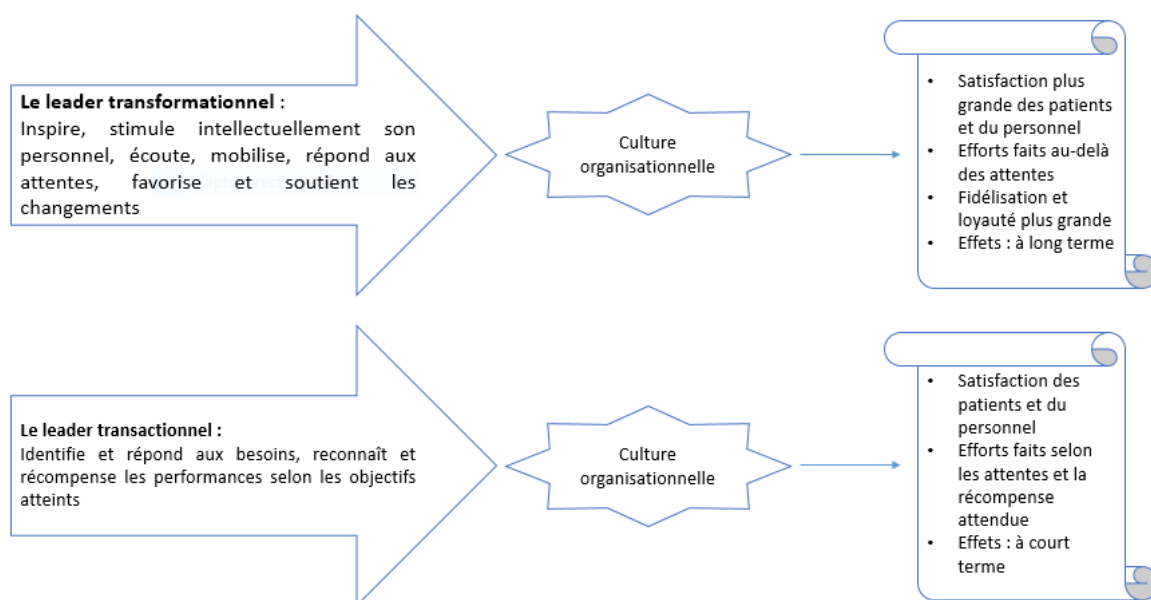 Le leader transformationnel :
Inspire, stimule intellectuellement son
personnel, écoute, mobilise, répond aux
attentes, favorise et soutient les
changements
Culture
organisationnelle
• Satisfaction plus
grande des patients
et du personnel
• Efforts faits au-delà
des attentes
• Fidélisation et
loyauté plus grande
• Effets : à long terme
Le leader transactionnel :
Identifie et répond aux besoins, reconnaît et
récompense les performances selon les objectifs
atteints
Culture
organisationnelle
• Satisfaction des
patients et du
personnel
• Efforts faits selon
les attentes et la
récompense
attendue
• Effets : à court
terme